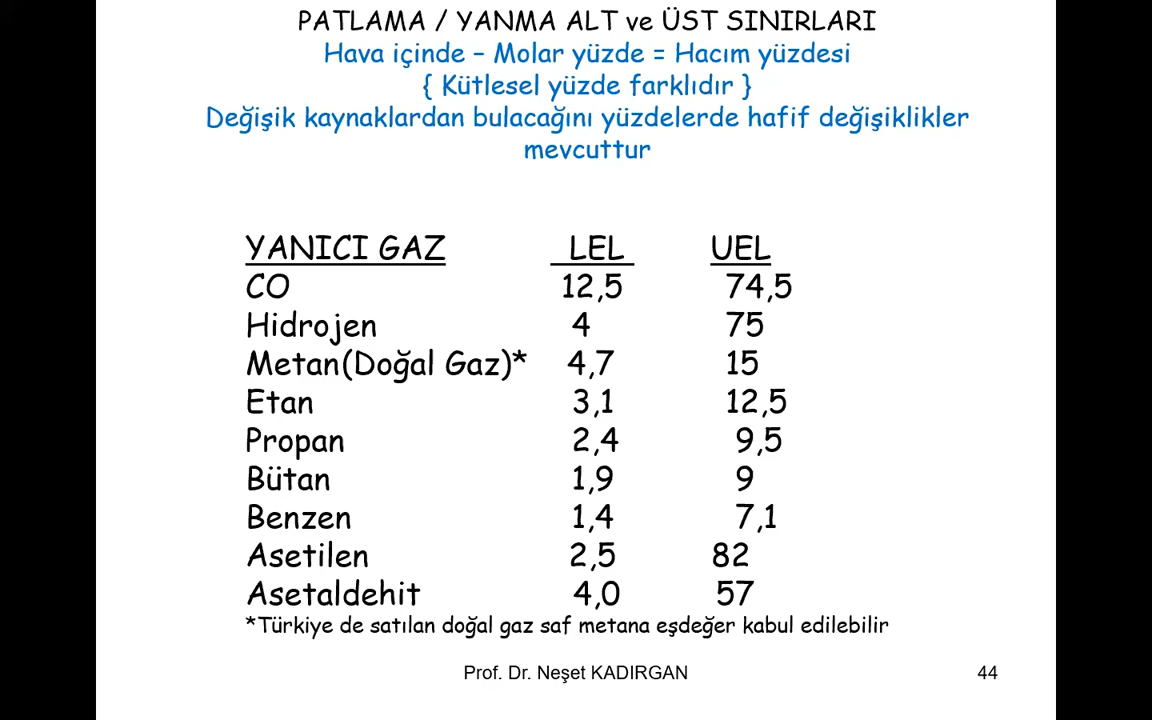 PATLAMA / YANMA ALT ve ÜST SINIRLARI
Hava içinde – Molar yüzde = Hacım yüzdesi
{ Kütlesel yüzde farklıdır }
Değişik kaynaklardan bulacağını yüzdelerde hafif değişiklikler
mevcuttur
YANICI GAZ LEL UEL
CO 12,5 74,5
Hidrojen 4 75
Metan(Doğal Gaz)* 4,7 15
Etan 3,1 12,5
Propan 2,4 9,5
Bütan 1,9 9
Benzen 1,4 7,1
Asetilen 2,5 82
Asetaldehit 4,0 57
*Türkiye de satılan doğal gaz saf metana eşdeğer kabul edilebilir
Prof. Dr. Neşet KADIRGAN 44